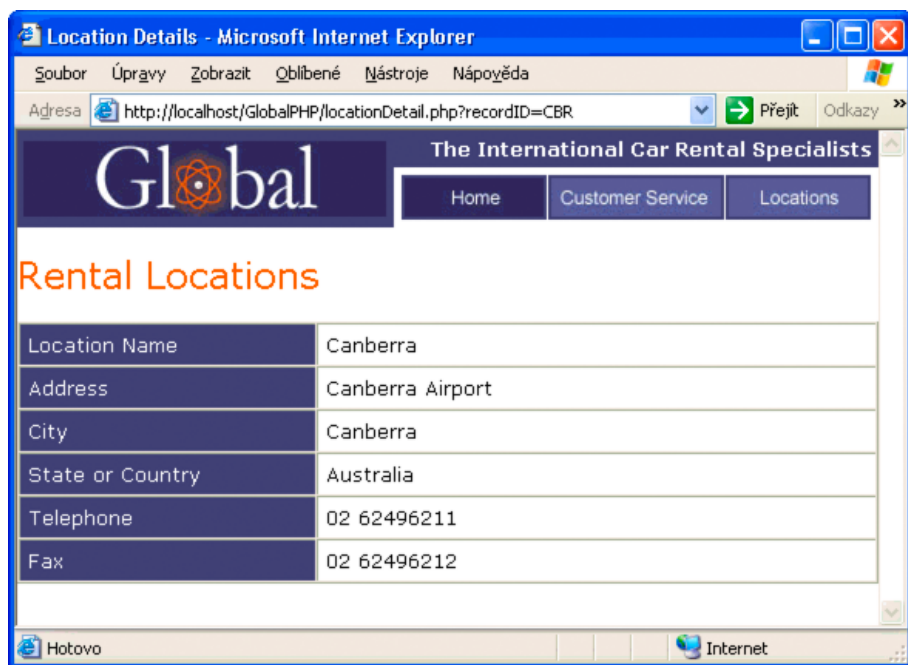 Location Details - Microsoft Internet Explorer
Soubor Úpravy Zobrazit Oblíbené Nástroje Nápověda
Adresa http://localhost/GlobalPHP/locationDetail.php?recordID=CBR Přejít Odkazy »
Global
The International Car Rental Specialists
Home Customer Service Locations
Rental Locations
Location Name Canberra
Address Canberra Airport
City Canberra
State or Country Australia
Telephone 02 62496211
Fax 02 62496212
Hotovo Internet